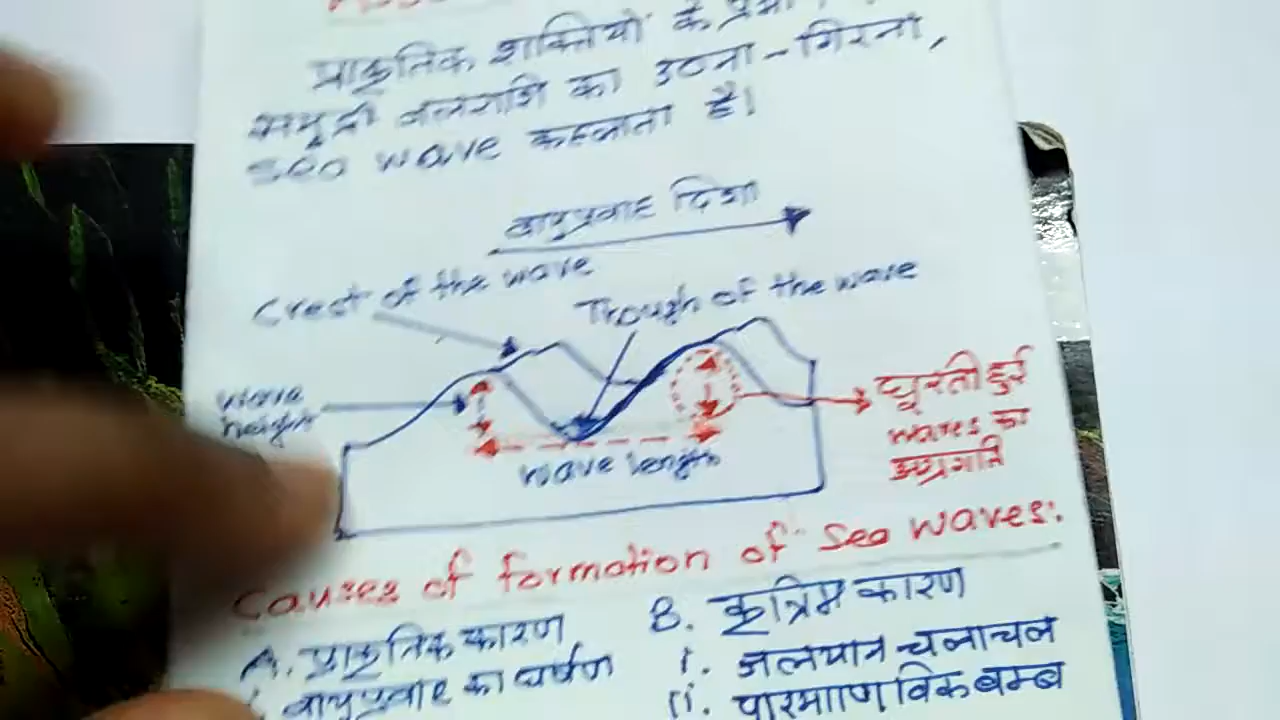 प्राकृतिक शक्तियों के
समुद्री जलराशि का उठना-गिरना,
sea wave कहलाता है।
वायुप्रवाह दिशा
Crest of the wave
Trough of the wave
wave height
wave length
घूरती हुई
waves का
अग्रगति
Causes of formation of sea waves:
A. प्राकृतिक कारण
B. कृत्रिम कारण
वायुप्रवाह का घर्षण
i. जलयान चलाचल
ii. पारमाणविक बम्ब